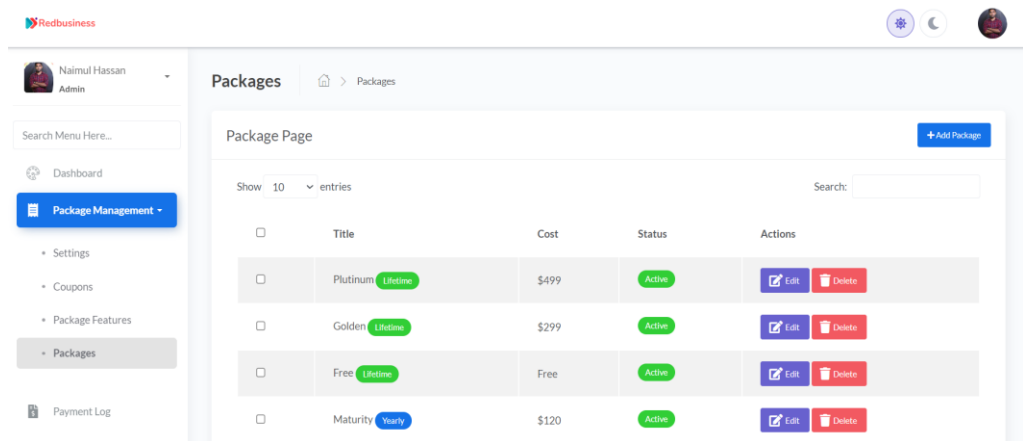 Redbusiness
Naimul Hassan
Admin
Search Menu Here...
Dashboard
Package Management
Settings
Coupons
Package Features
Packages
Payment Log
Packages
Packages
Package Page
Add Package
Show 10 entries
Search:
Title Cost Status Actions
Plutinum Lifetime $499 Active Edit Delete
Golden Lifetime $299 Active Edit Delete
Free Lifetime Free Active Edit Delete
Maturity Yearly $120 Active Edit Delete